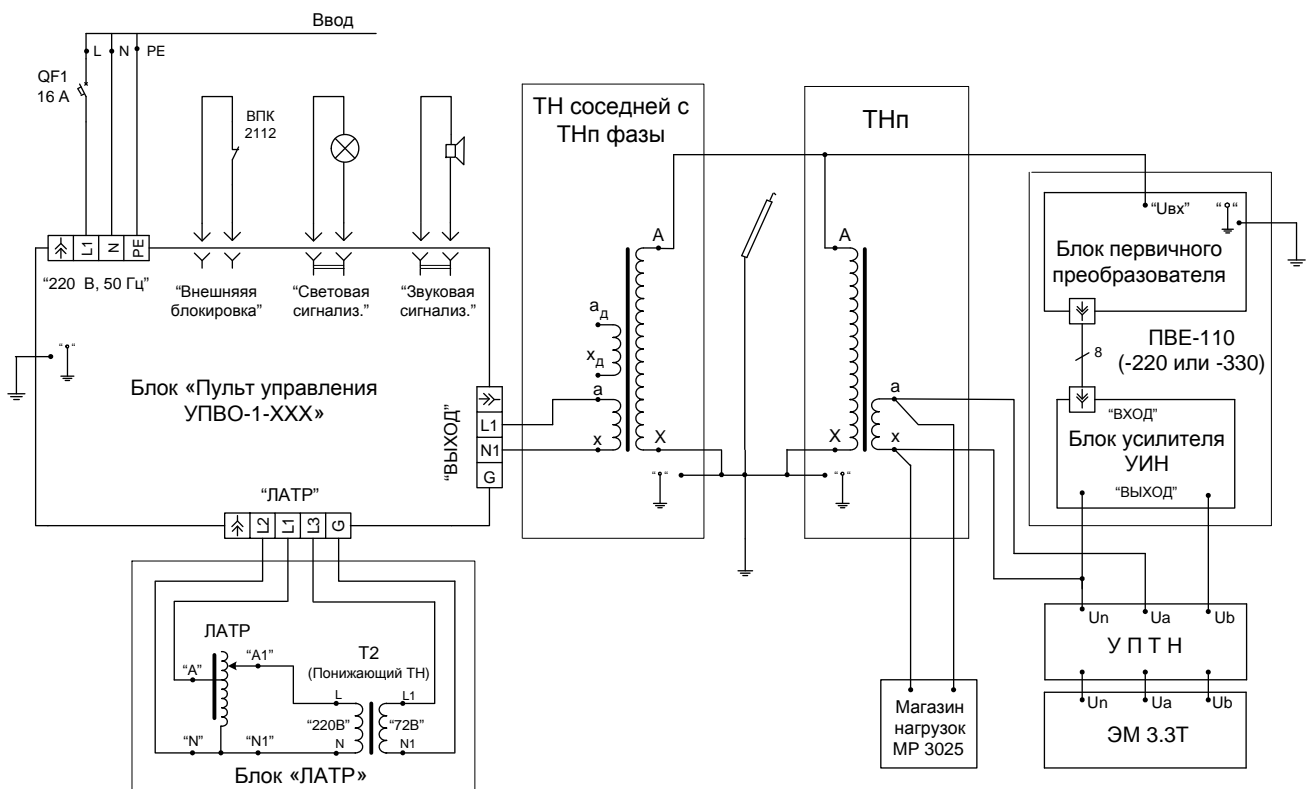 Ввод
L
N
PE
QF1
16 А
ВПК
2112
L1
N
PE
“220 В, 50 Гц”
“Внешняяя
блокировка”
“Световая
сигнализ.”
“Звуковая
сигнализ.”
Блок «Пульт управления
УПВО-1-ХХХ»
“ВЫХОД”
L1
N1
G
“ЛАТР”
L2
L1
L3
G
ЛАТР
“А”
“А1”
Т2
(Понижающий ТН)
L
L1
“220В”
“72В”
“N”
“N1”
N
N1
Блок «ЛАТР»
ТН соседней с
ТНп фазы
А
ад
хд
а
х
Х
ТНп
А
а
Х
х
“Uвх”
Блок первичного
преобразователя
8
ПВЕ-110
(-220 или -330)
“ВХОД”
Блок усилителя
УИН
“ВЫХОД”
Un
Ua
Ub
У П Т Н
Un
Ua
Ub
ЭМ 3.3Т
Магазин
нагрузок
МР 3025